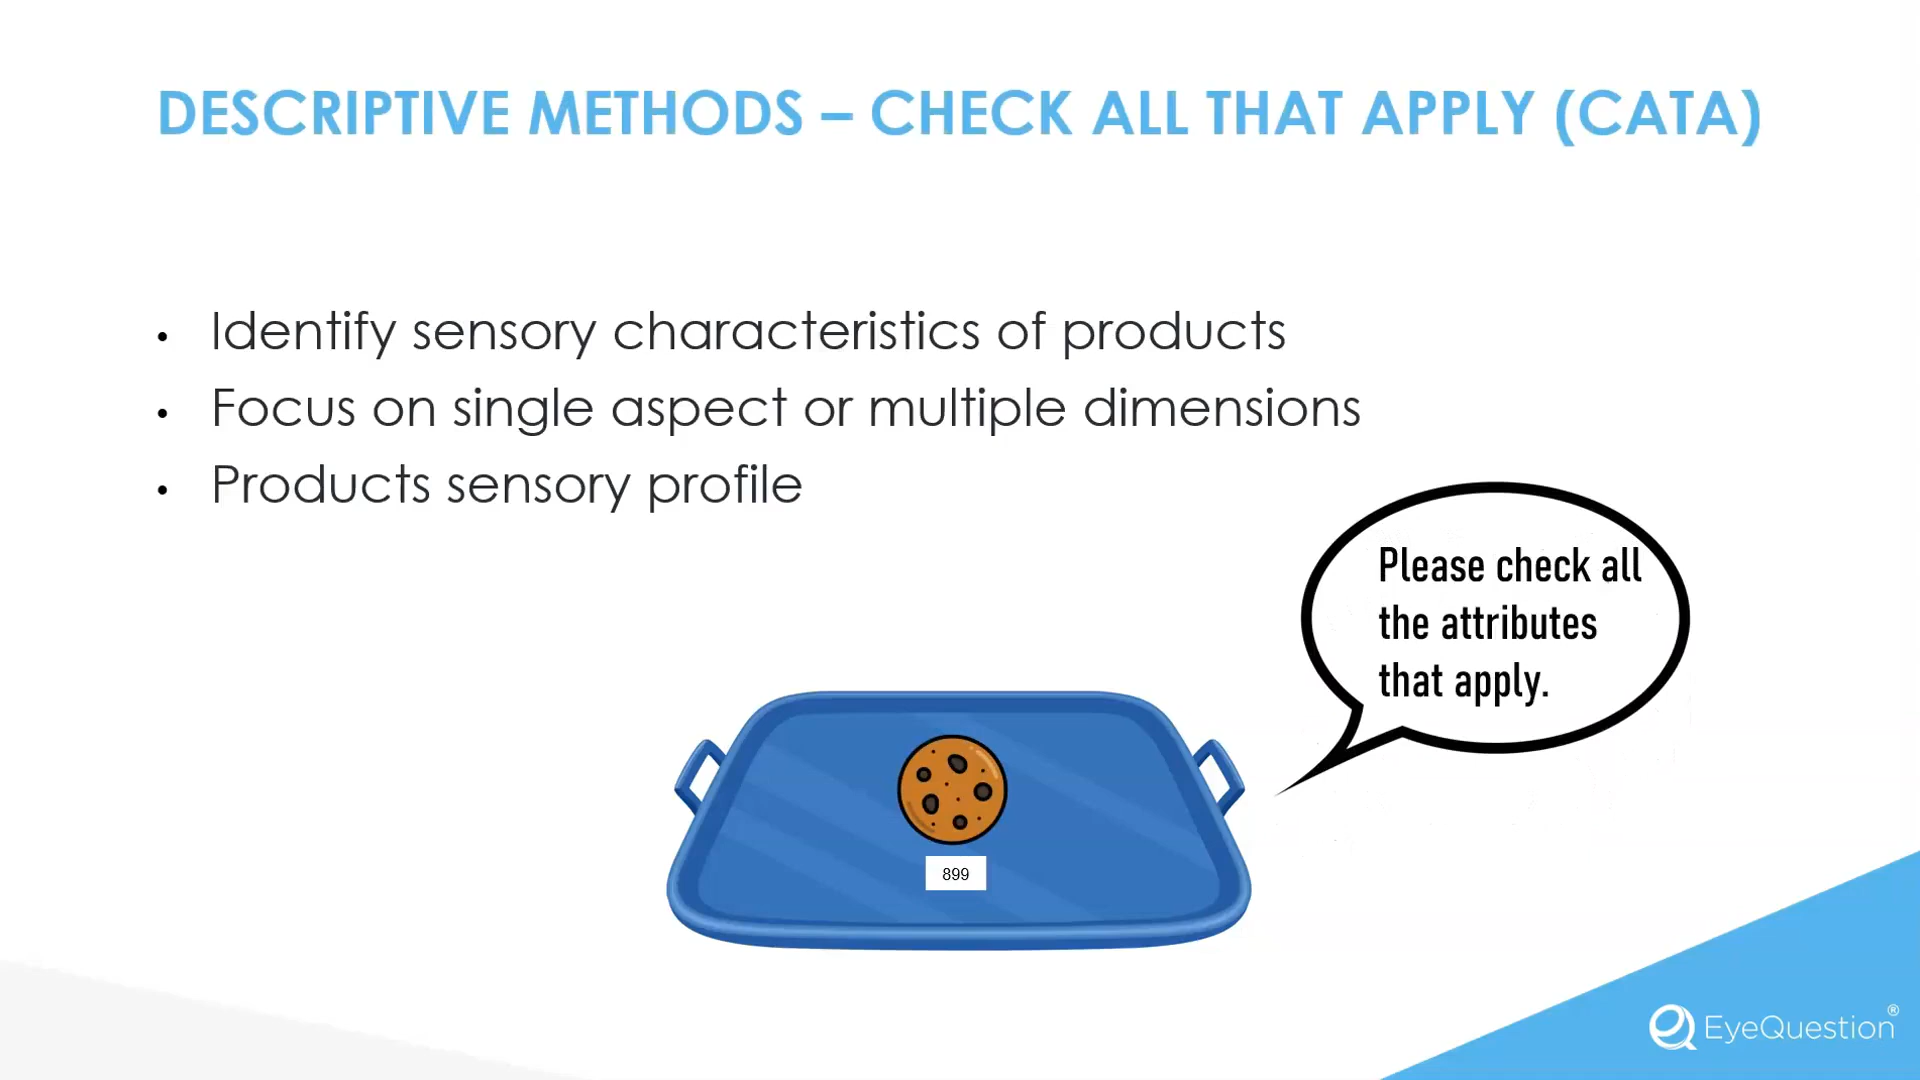 DESCRIPTIVE METHODS – CHECK ALL THAT APPLY (CATA)
• Identify sensory characteristics of products
• Focus on single aspect or multiple dimensions
• Products sensory profile
Please check all
the attributes
that apply.
899
EyeQuestion®